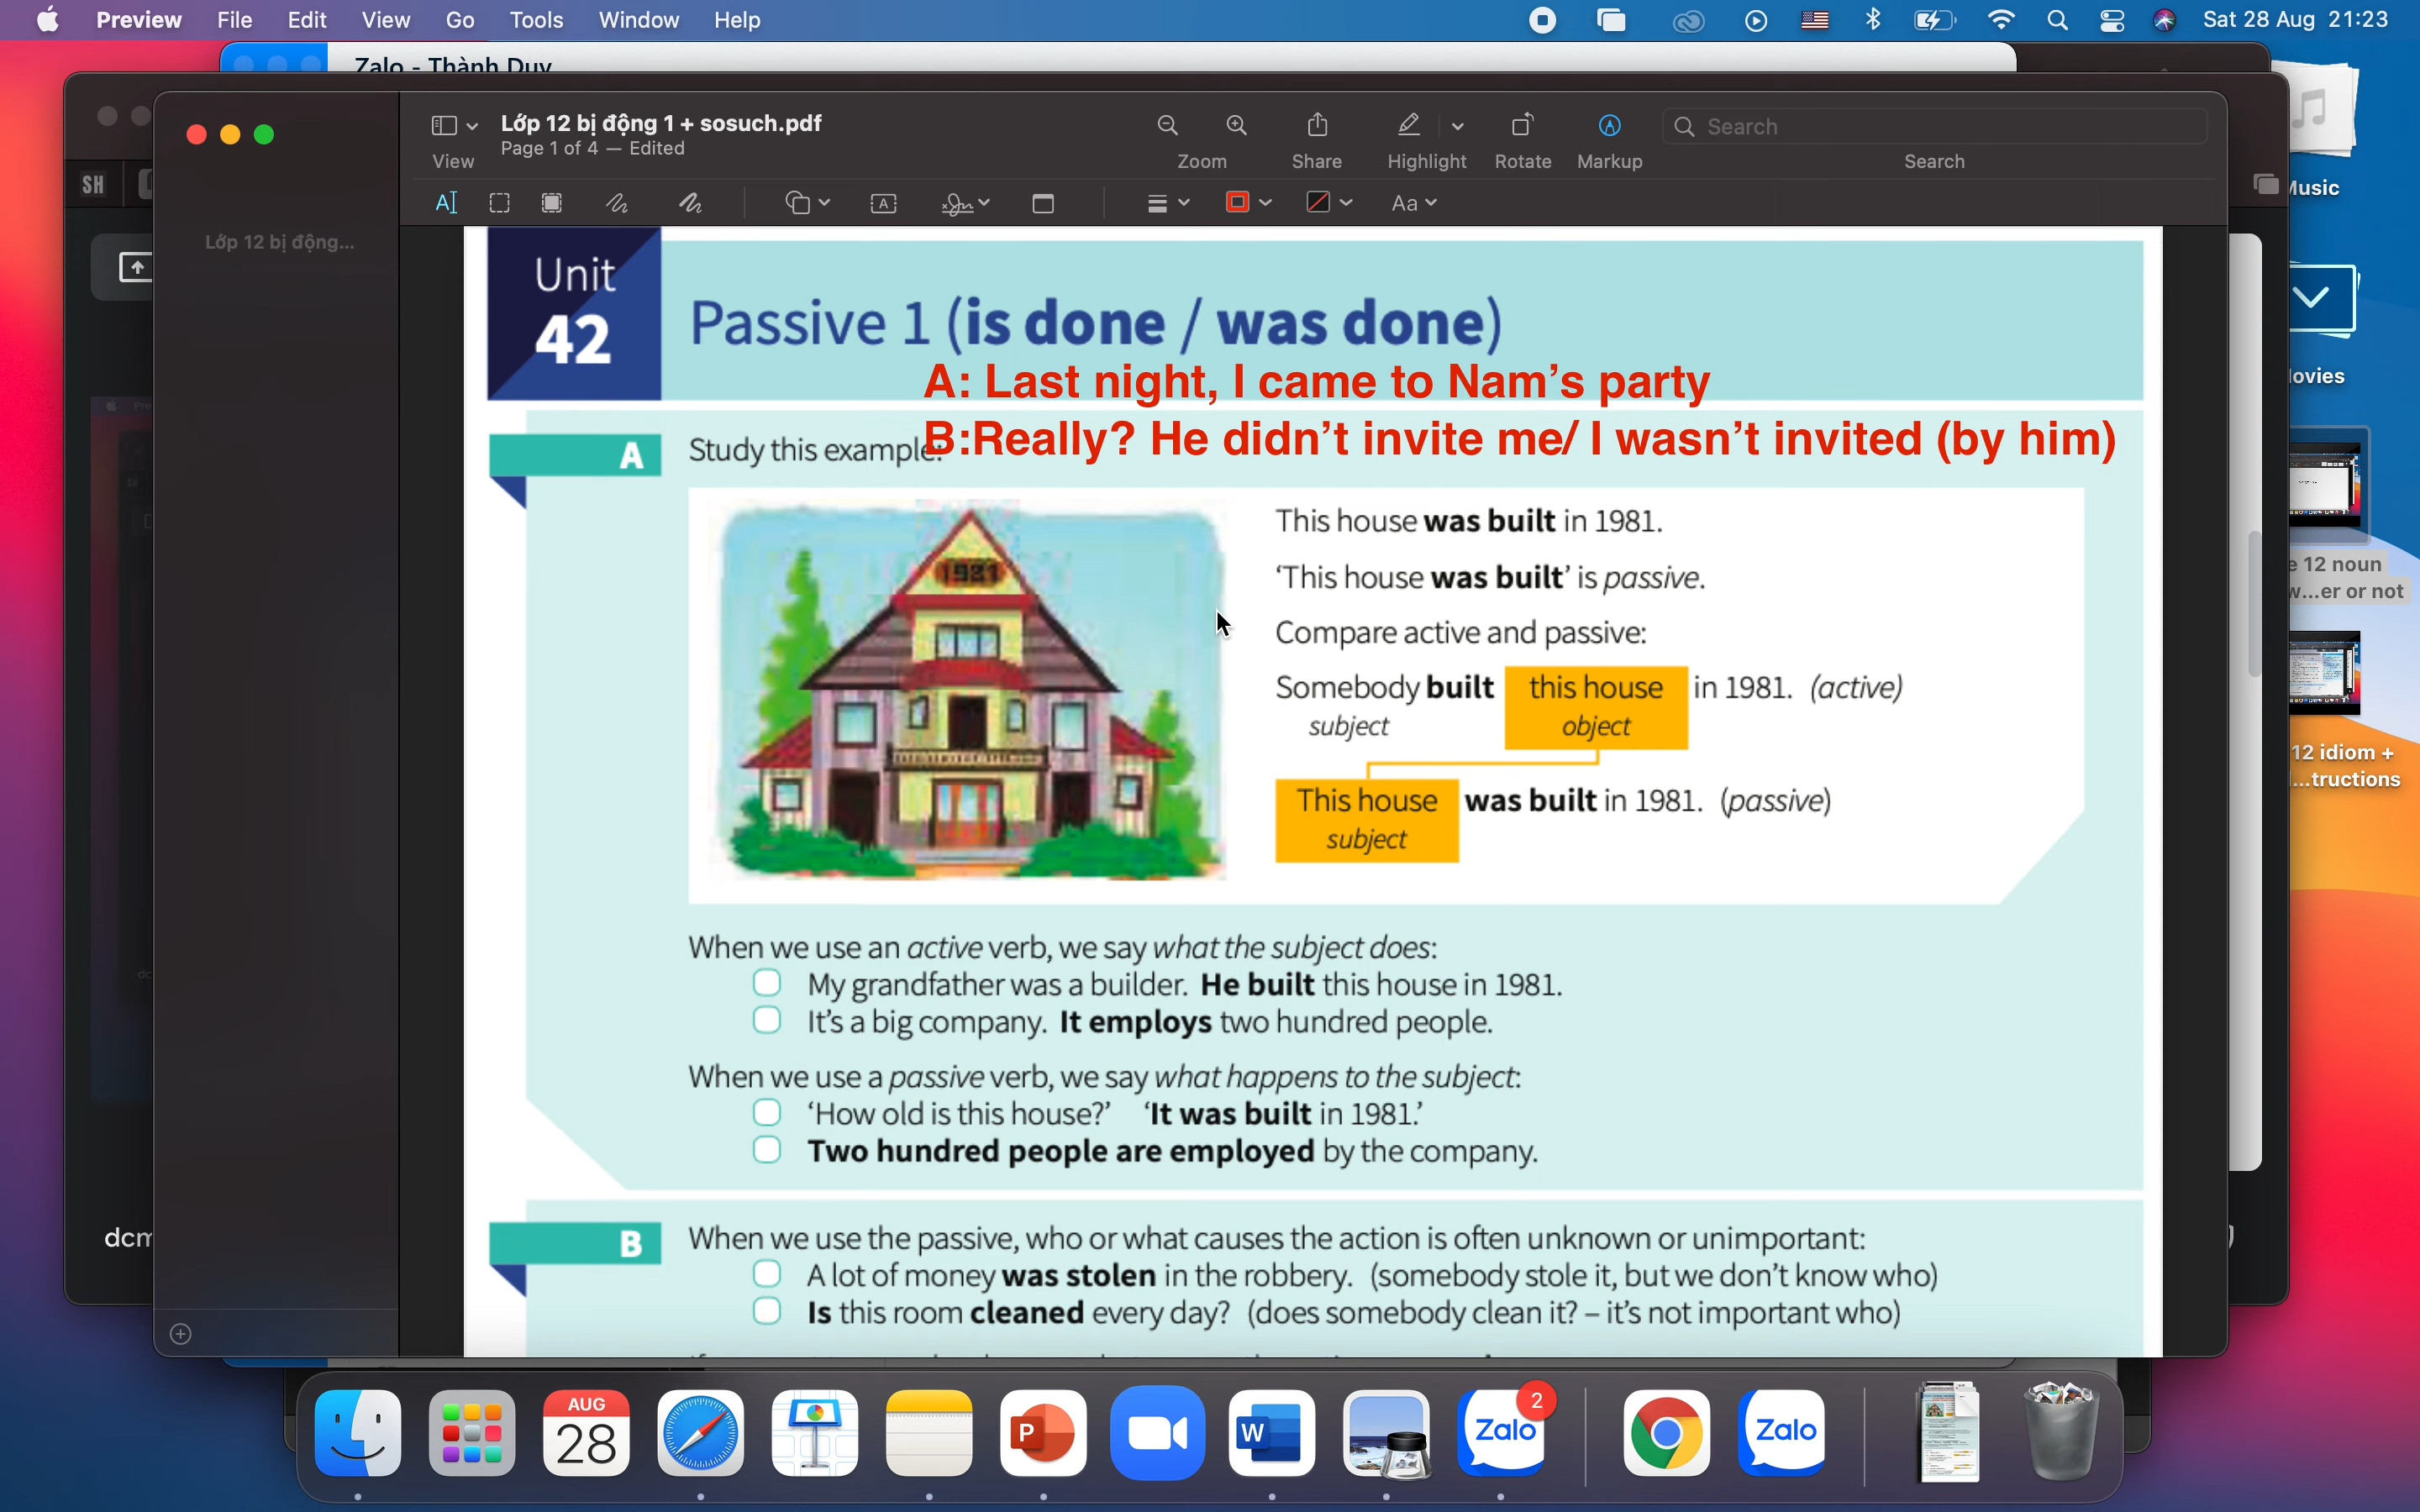 Preview File Edit View Go Tools Window Help Sat 28 Aug 21:23
Zalo - Thành Duy
Lớp 12 bị động 1 + sosuch.pdf
Page 1 of 4 — Edited
View Zoom Share Highlight Rotate Markup Search
Search
SH
Aa
Lớp 12 bị động...
Unit
42
Passive 1 (is done / was done)
A: Last night, I came to Nam's party
B:Really? He didn't invite me/ I wasn't invited (by him)
A
Study this example:
1981
This house was built in 1981.
‘This house was built’ is passive.
Compare active and passive:
Somebody built this house in 1981. (active)
subject object
This house was built in 1981. (passive)
subject
When we use an active verb, we say what the subject does:
My grandfather was a builder. He built this house in 1981.
It’s a big company. It employs two hundred people.
When we use a passive verb, we say what happens to the subject:
‘How old is this house?’ ‘It was built in 1981.’
Two hundred people are employed by the company.
B
When we use the passive, who or what causes the action is often unknown or unimportant:
A lot of money was stolen in the robbery. (somebody stole it, but we don’t know who)
Is this room cleaned every day? (does somebody clean it? – it’s not important who)
dcm
Music
ovies
e 12 noun
w...er or not
12 idiom +
...tructions
AUG
28
P
W
Zalo
2
Zalo